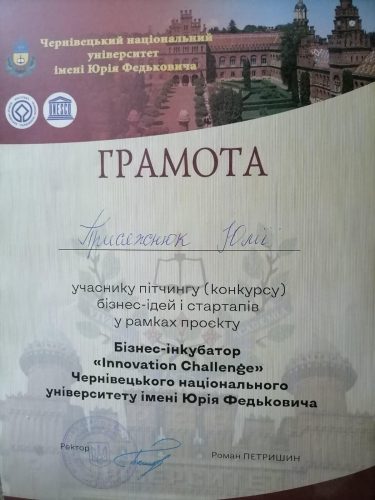 Чернівецький національний
університет
імені Юрія Федьковича
UNESCO
ГРАМОТА
Присяжнюк Юлії
учаснику пітчингу (конкурсу)
бізнес-ідей і стартапів
у рамках проєкту
Бізнес-інкубатор
«Innovation Challenge»
Чернівецького національного
університету імені Юрія Федьковича
Ректор
Роман ПЕТРИШИН